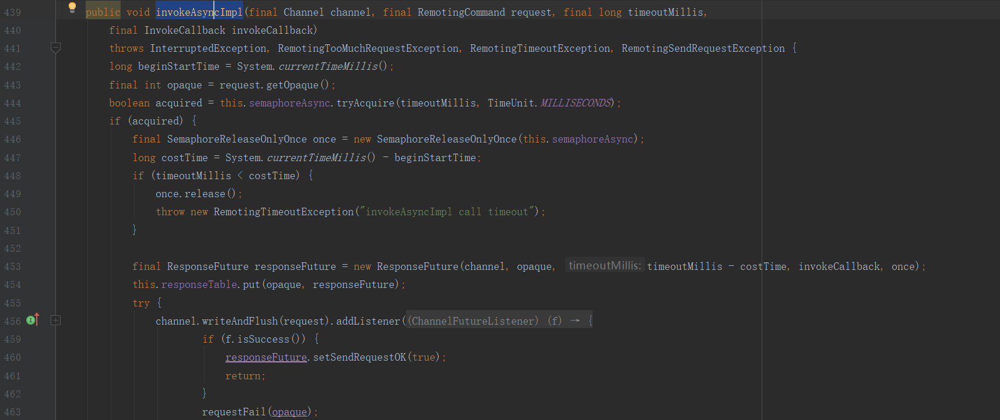 439 public void invokeAsyncImpl(final Channel channel, final RemotingCommand request, final long timeoutMillis,
440 final InvokeCallback invokeCallback)
441 throws InterruptedException, RemotingTooMuchRequestException, RemotingTimeoutException, RemotingSendRequestException {
442 long beginStartTime = System.currentTimeMillis();
443 final int opaque = request.getOpaque();
444 boolean acquired = this.semaphoreAsync.tryAcquire(timeoutMillis, TimeUnit.MILLISECONDS);
445 if (acquired) {
446 final SemaphoreReleaseOnlyOnce once = new SemaphoreReleaseOnlyOnce(this.semaphoreAsync);
447 long costTime = System.currentTimeMillis() - beginStartTime;
448 if (timeoutMillis < costTime) {
449 once.release();
450 throw new RemotingTimeoutException("invokeAsyncImpl call timeout");
451 }
452
453 final ResponseFuture responseFuture = new ResponseFuture(channel, opaque, timeoutMillis: timeoutMillis - costTime, invokeCallback, once);
454 this.responseTable.put(opaque, responseFuture);
455 try {
456 channel.writeAndFlush(request).addListener((ChannelFutureListener) (f) → {
459 if (f.isSuccess()) {
460 responseFuture.setSendRequestOK(true);
461 return;
462 }
463 requestFail(opaque);